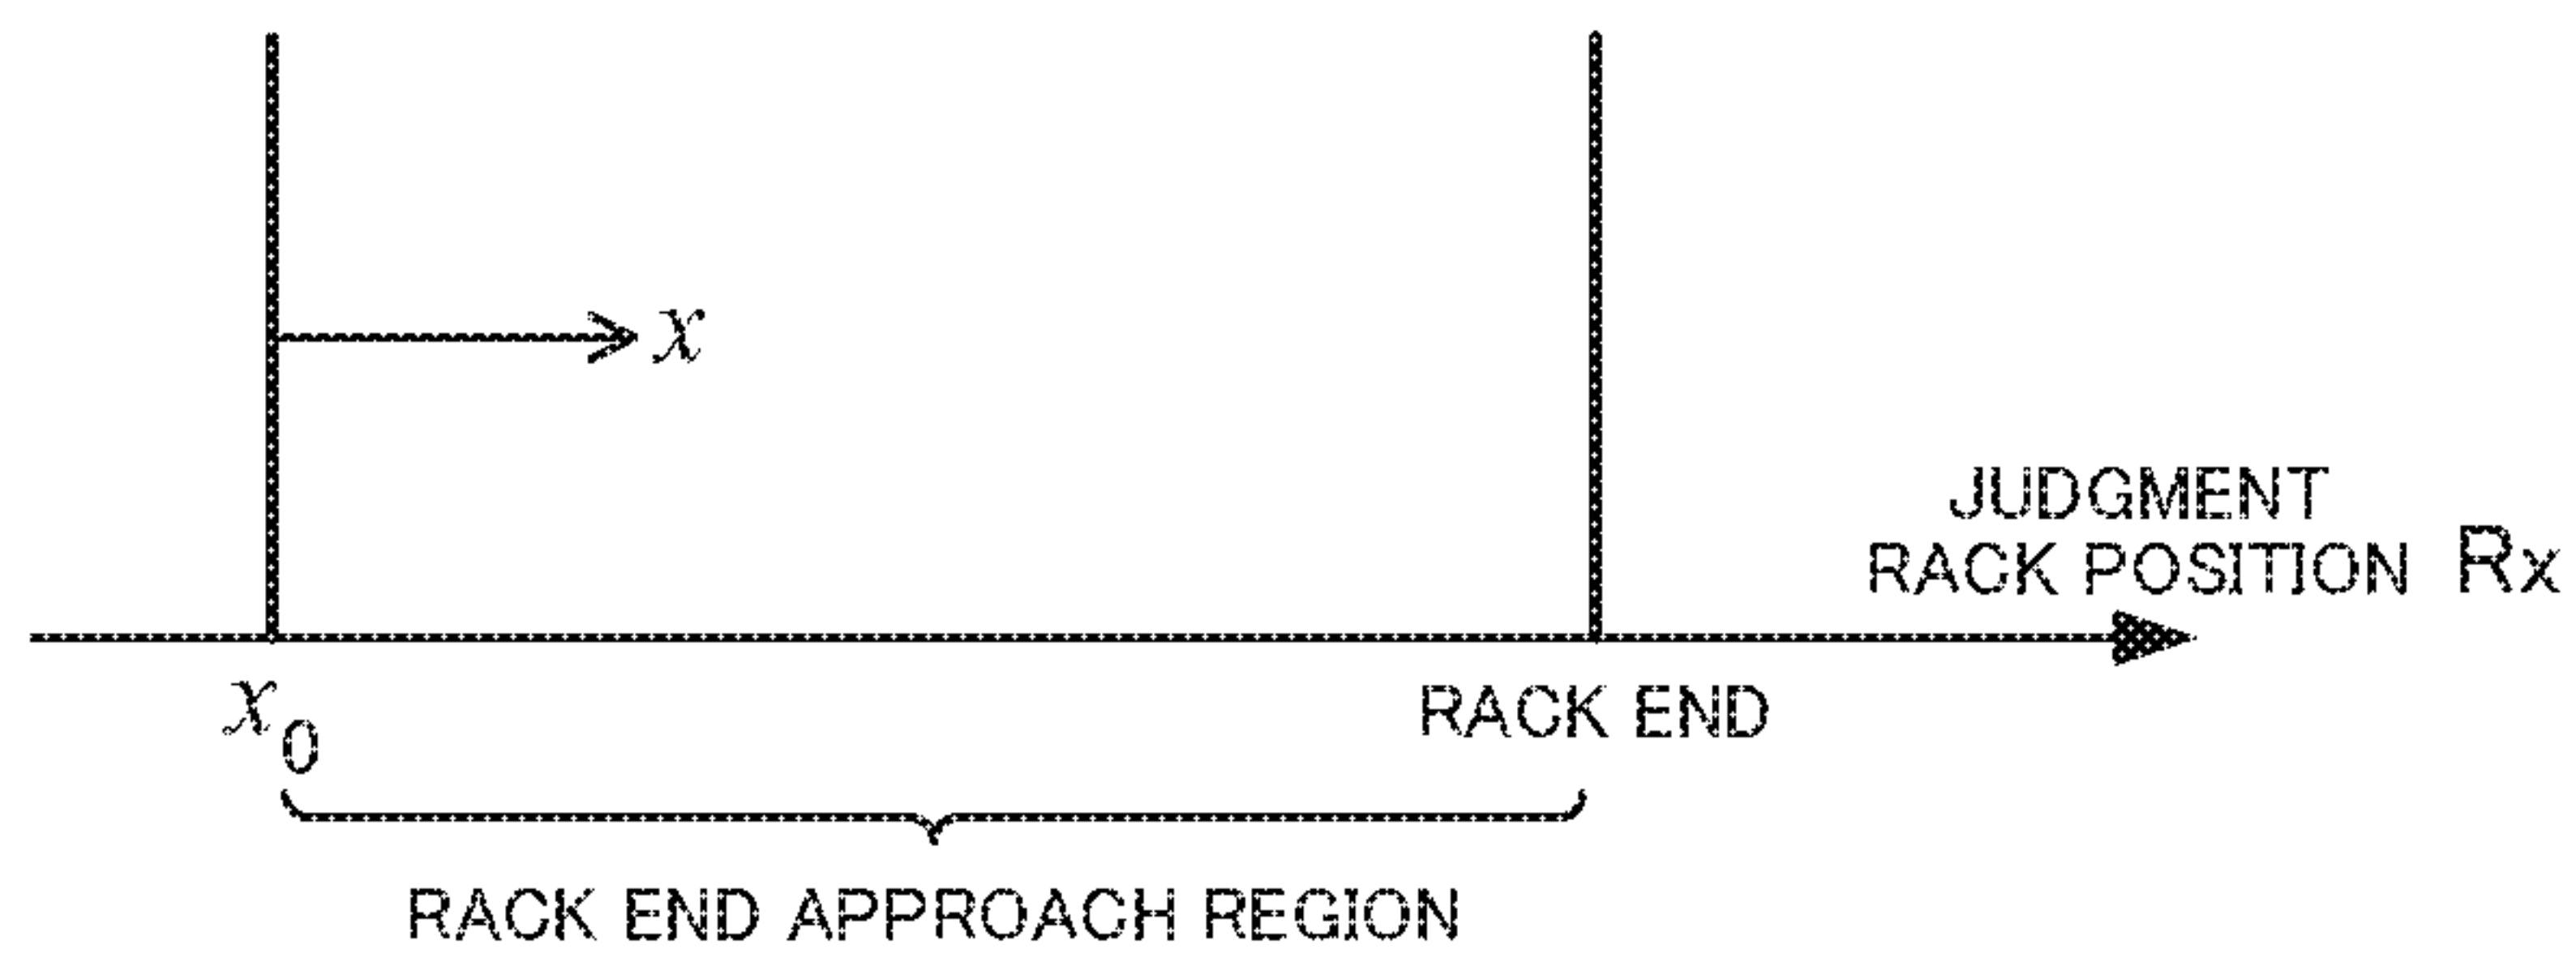 x
JUDGMENT
RACK POSITION Rx
x₀
RACK END
RACK END APPROACH REGION